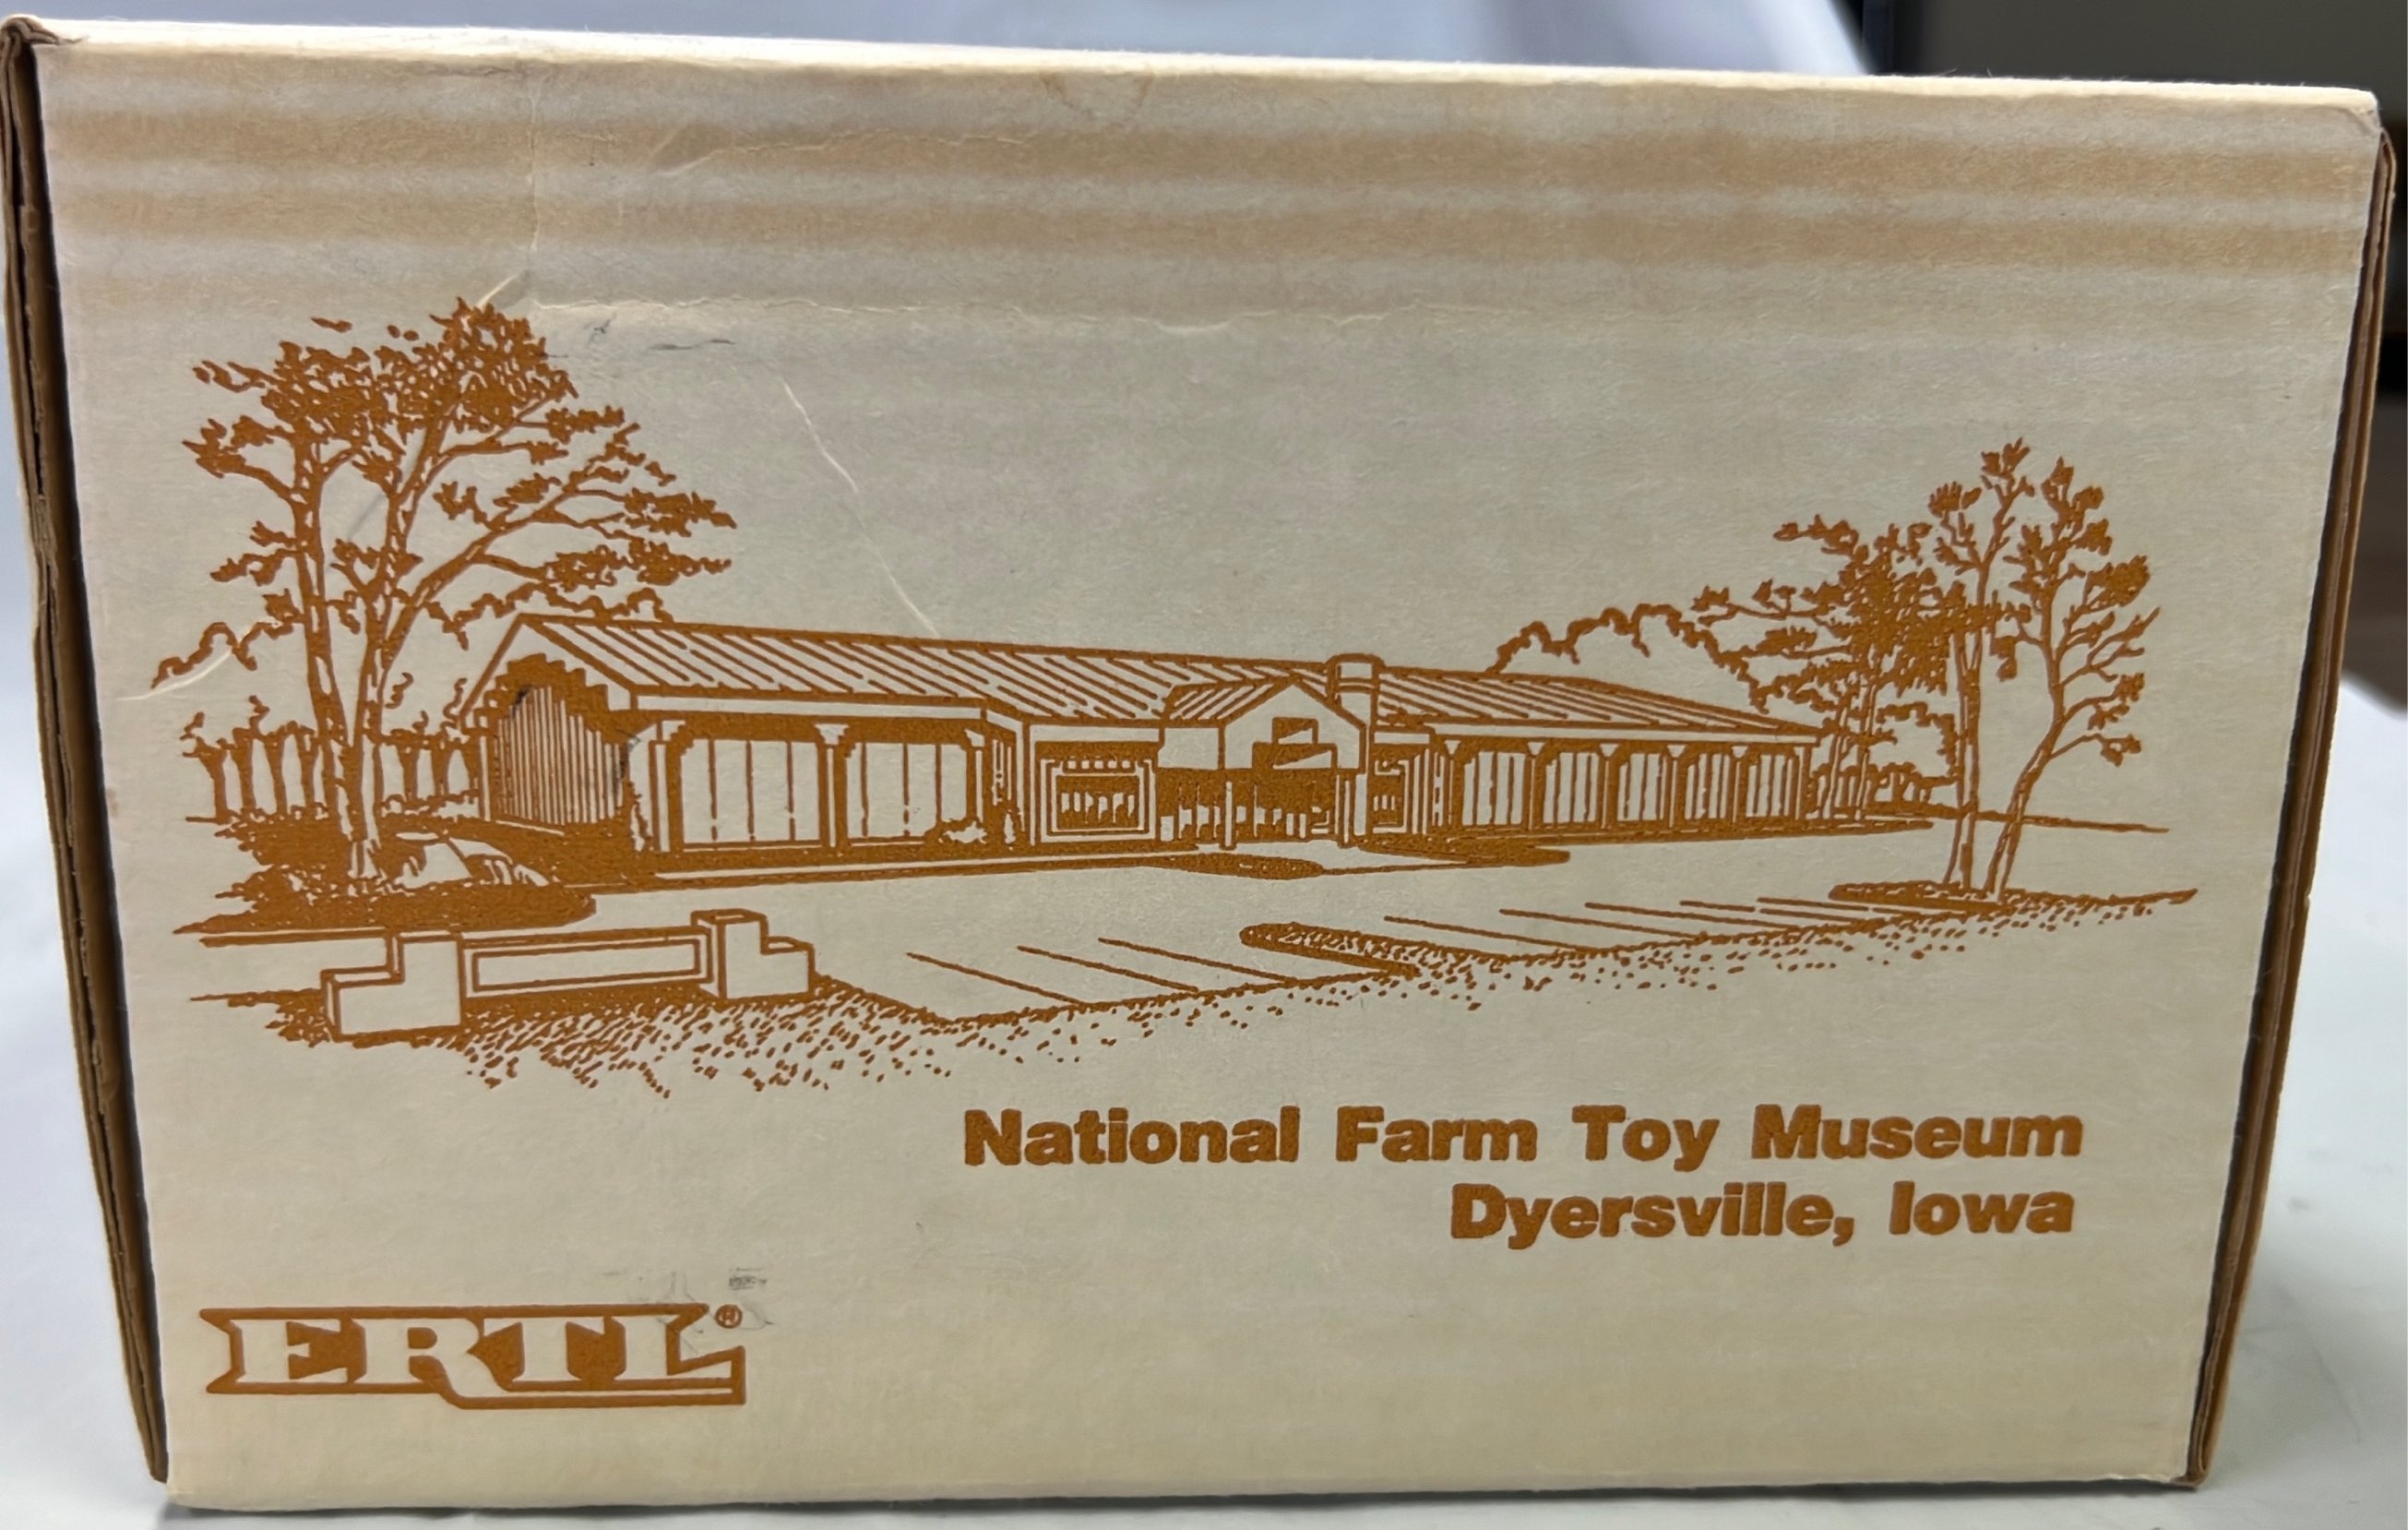 National Farm Toy Museum
Dyersville, Iowa
ERTL®